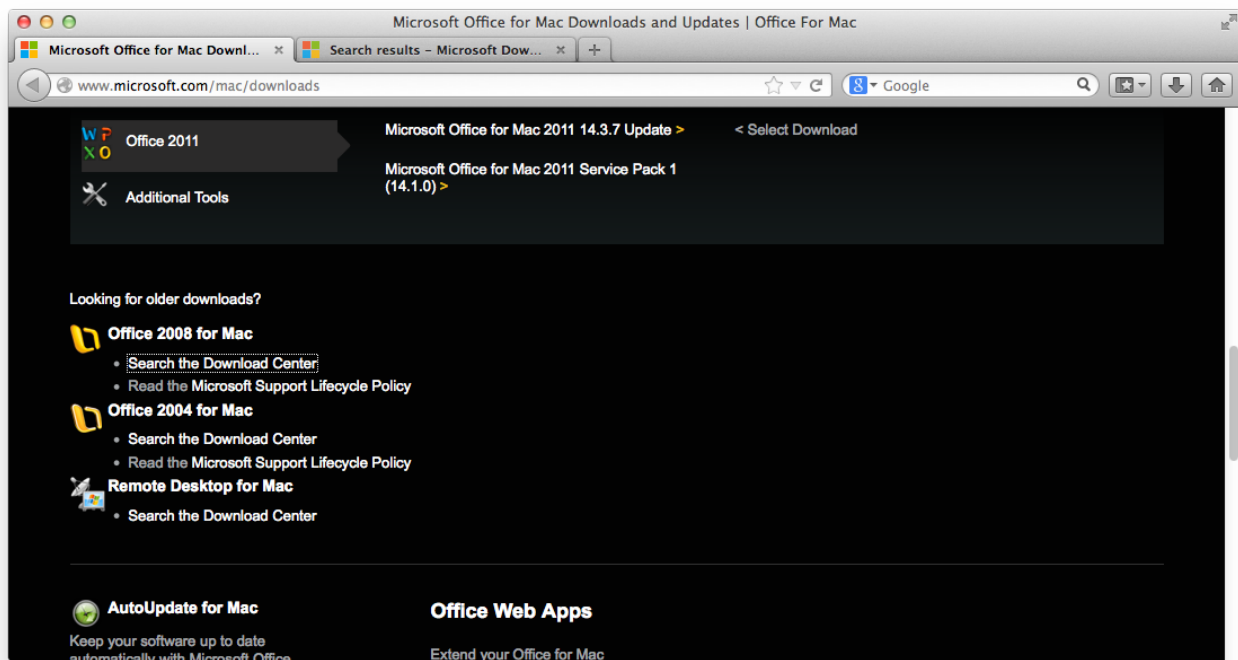 Microsoft Office for Mac Downloads and Updates | Office For Mac
Microsoft Office for Mac Downl...
Search results – Microsoft Dow...
www.microsoft.com/mac/downloads
Google
W P
X O
Office 2011
Microsoft Office for Mac 2011 14.3.7 Update >
< Select Download
Microsoft Office for Mac 2011 Service Pack 1
(14.1.0) >
Additional Tools
Looking for older downloads?
Office 2008 for Mac
• Search the Download Center
• Read the Microsoft Support Lifecycle Policy
Office 2004 for Mac
• Search the Download Center
• Read the Microsoft Support Lifecycle Policy
Remote Desktop for Mac
• Search the Download Center
AutoUpdate for Mac
Office Web Apps
Keep your software up to date
automatically with Microsoft Office
Extend your Office for Mac